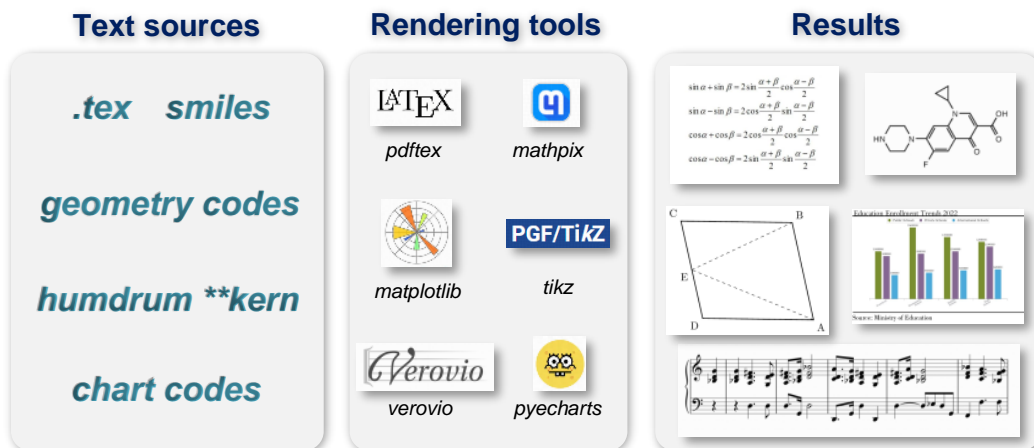 Text sources
Rendering tools
Results
.tex smiles
geometry codes
humdrum **kern
chart codes
LATEX
pdftex
mathpix
matplotlib
PGF/TikZ
tikz
Verovio
verovio
pyecharts
sin α + sin β = 2 sin (α + β)/2 cos (α − β)/2
sin α − sin β = 2 cos (α + β)/2 sin (α − β)/2
cos α + cos β = 2 cos (α + β)/2 cos (α − β)/2
cos α − cos β = 2 sin (α + β)/2 sin (α − β)/2
O
OH
N
O
HN
N
F
C
B
E
D
A
Education Enrollment Trends 2022
Source: Ministry of Education